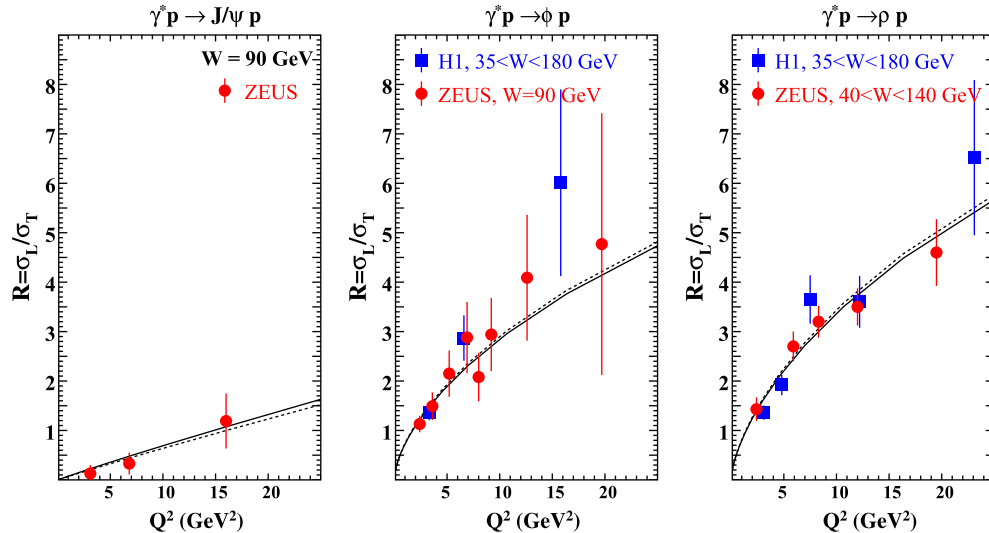 γ*p → J/ψ p
W = 90 GeV
ZEUS
R=σL/σT
8
7
6
5
4
3
2
1
5 10 15 20
Q² (GeV²)
γ*p → ϕ p
H1, 35<W<180 GeV
ZEUS, W=90 GeV
R=σL/σT
8
7
6
5
4
3
2
1
5 10 15 20
Q² (GeV²)
γ*p → ρ p
H1, 35<W<180 GeV
ZEUS, 40<W<140 GeV
R=σL/σT
8
7
6
5
4
3
2
1
5 10 15 20
Q² (GeV²)